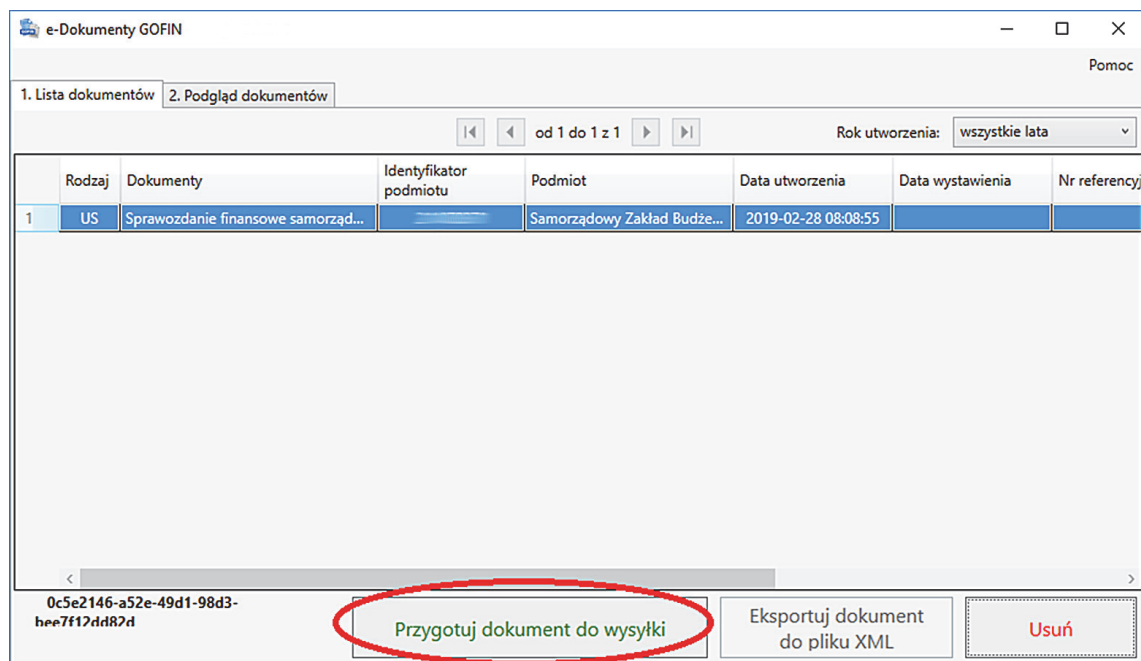 e-Dokumenty GOFIN
Pomoc
1. Lista dokumentów 2. Podgląd dokumentów
od 1 do 1 z 1 Rok utworzenia: wszystkie lata
Rodzaj Dokumenty Identyfikator podmiotu Podmiot Data utworzenia Data wystawienia Nr referencyj
1 US Sprawozdanie finansowe samorząd... Samorządowy Zakład Budże... 2019-02-28 08:08:55
0c5e2146-a52e-49d1-98d3-
bee7f12dd82d
Przygotuj dokument do wysyłki
Eksportuj dokument
do pliku XML
Usuń